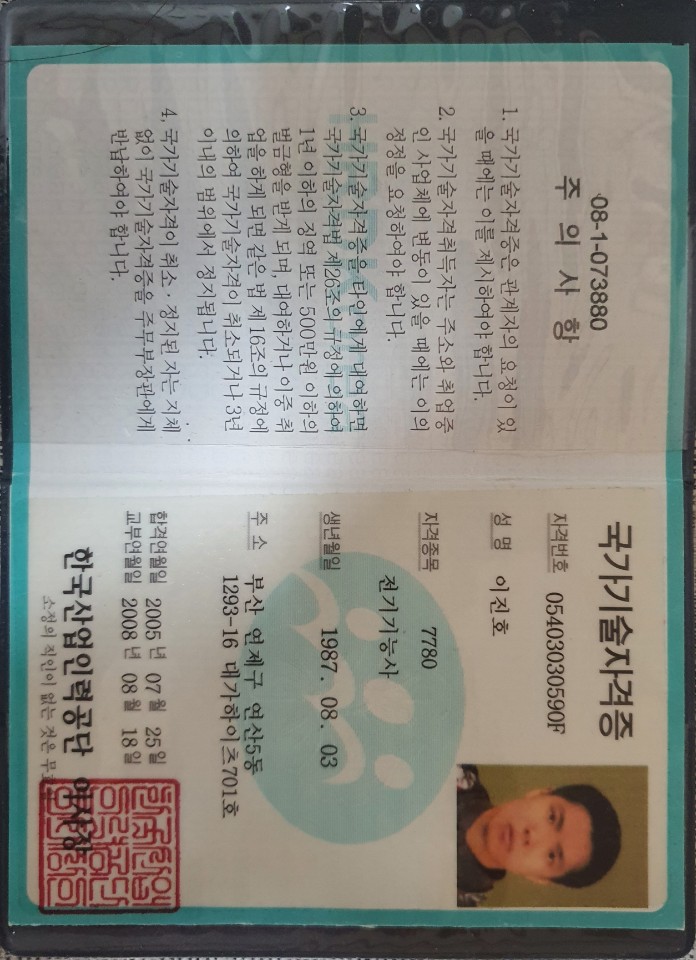 08-1-073880
주 의 사 항
1. 국가기술자격증은 관계자의 요청이 있
을 때에는 이를 제시하여야 합니다.
2. 국가기술자격취득자는 주소와 취업중
인 사업체에 변동이 있을 때에는 이의
정정을 요청하여야 합니다.
3. 국가기술자격증을 타인에게 대여하면
국가기술자격법 제26조의 규정에 의하여
1년 이하의 징역 또는 500만원 이하의
벌금형을 받게 되며, 대여하거나 이중 취
업을 하게 되면 같은 법 제16조의 규정에
의하여 국가기술자격이 취소되거나 3년
이내의 범위에서 정지됩니다.
4. 국가기술자격이 취소·정지된 자는 지체
없이 국가기술자격증을 주무부장관에게
반납하여야 합니다.
국가기술자격증
자격번호 05403030590F
성 명 이진호
자격종목 7780
전기기능사
생년월일 1987. 08. 03
주 소 부산 연제구 연산5동
1293-16 대가하이츠701호
합격연월일 2005 년 07 월 25 일
교부연월일 2008 년 08 월 18 일
한국산업인력공단 이사장
소정의 직인이 없는 것은 무효